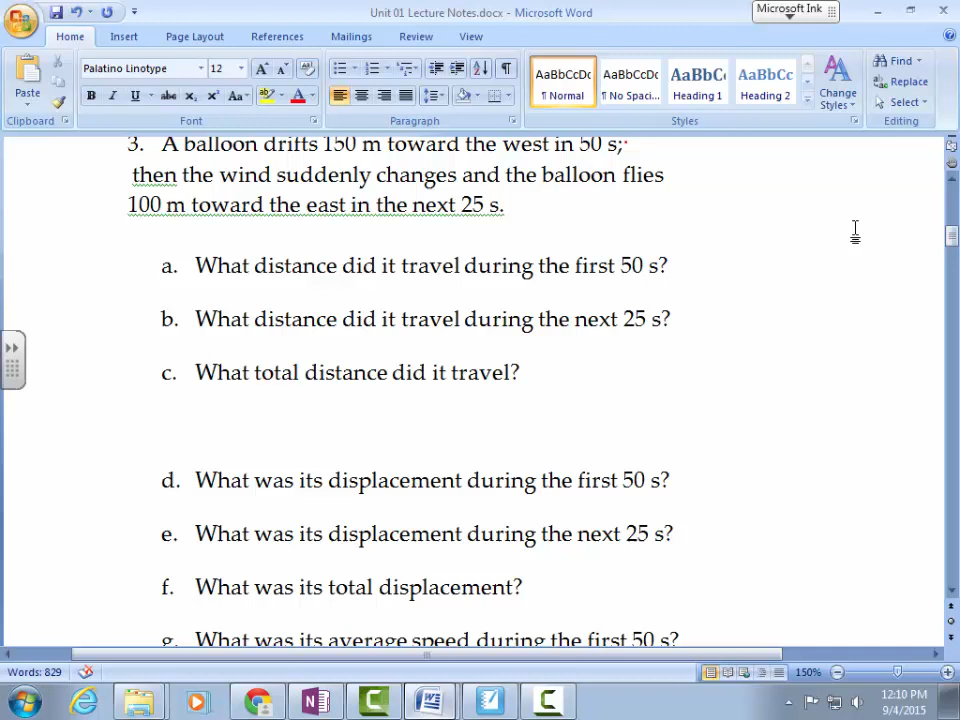 Unit 01 Lecture Notes.docx - Microsoft Word
Microsoft Ink
Home Insert Page Layout References Mailings Review View
Paste
Clipboard
Palatino Linotype 12
B I U abc X₂ X² Aa
Font
Paragraph
AaBbCcDc AaBbCcDc AaBbC AaBbCc
¶ Normal ¶ No Spaci... Heading 1 Heading 2
Change Styles
Styles
Find
Replace
Select
Editing
3. A balloon drifts 150 m toward the west in 50 s;
then the wind suddenly changes and the balloon flies
100 m toward the east in the next 25 s.
a. What distance did it travel during the first 50 s?
b. What distance did it travel during the next 25 s?
c. What total distance did it travel?
d. What was its displacement during the first 50 s?
e. What was its displacement during the next 25 s?
f. What was its total displacement?
g. What was its average speed during the first 50 s?
Words: 829 150%
12:10 PM
9/4/2015